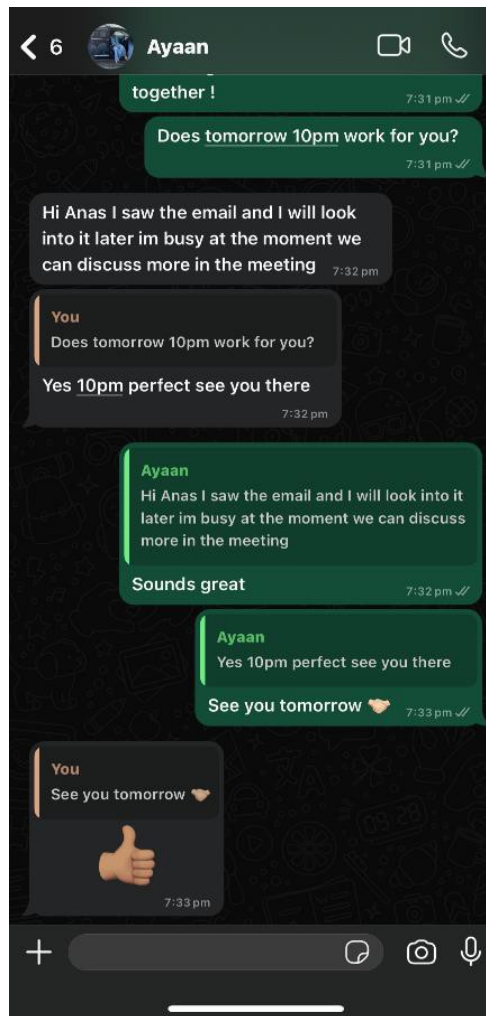 6 Ayaan
together !
7:31 pm
Does tomorrow 10pm work for you?
7:31 pm
Hi Anas I saw the email and I will look
into it later im busy at the moment we
can discuss more in the meeting 7:32 pm
You
Does tomorrow 10pm work for you?
Yes 10pm perfect see you there
7:32 pm
Ayaan
Hi Anas I saw the email and I will look into it
later im busy at the moment we can discuss
more in the meeting
Sounds great 7:32 pm
Ayaan
Yes 10pm perfect see you there
See you tomorrow 🤝 7:33 pm
You
See you tomorrow 🤝
👍
7:33 pm